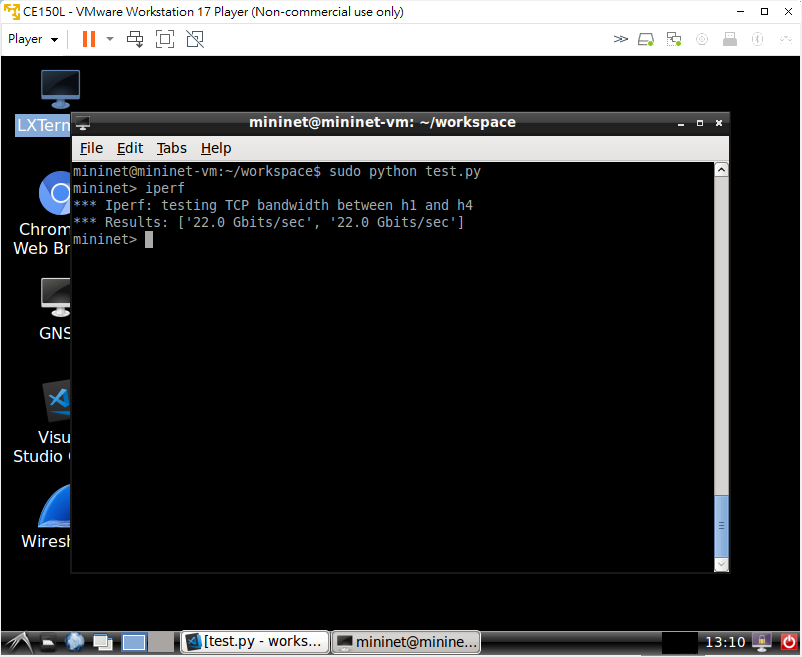 CE150L - VMware Workstation 17 Player (Non-commercial use only)
Player
LXTerm
mininet@mininet-vm: ~/workspace
File Edit Tabs Help
mininet@mininet-vm:~/workspace$ sudo python test.py
mininet> iperf
*** Iperf: testing TCP bandwidth between h1 and h4
*** Results: ['22.0 Gbits/sec', '22.0 Gbits/sec']
mininet>
Chrom
Web Br
GNS
Visu
Studio
Wiresh
[test.py - works...
mininet@minine...
13:10